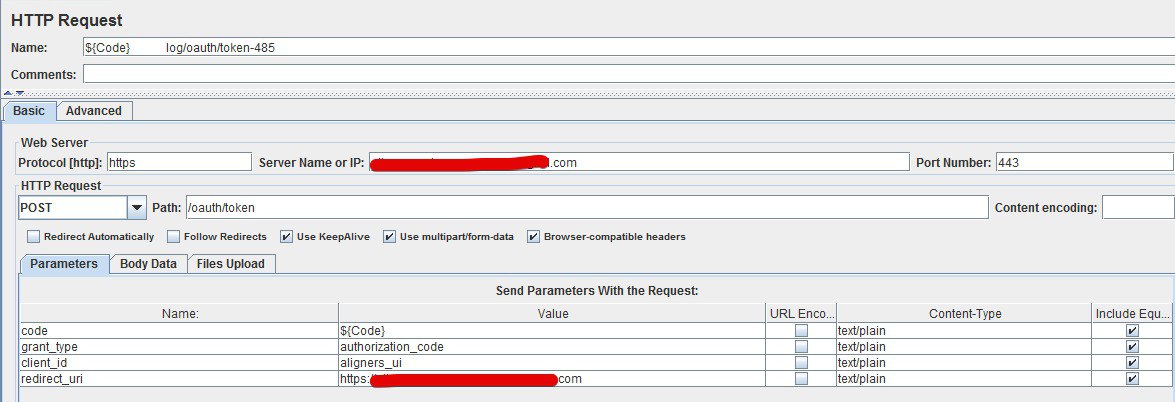 HTTP Request
Name: ${Code} log/oauth/token-485
Comments:
Basic Advanced
Web Server
Protocol [http]: https Server Name or IP: .com Port Number: 443
HTTP Request
POST Path: /oauth/token Content encoding:
Redirect Automatically Follow Redirects Use KeepAlive Use multipart/form-data Browser-compatible headers
Parameters Body Data Files Upload
Send Parameters With the Request:
Name: Value URL Enco... Content-Type Include Equ...
code ${Code} text/plain
grant_type authorization_code text/plain
client_id aligners_ui text/plain
redirect_uri https: com text/plain